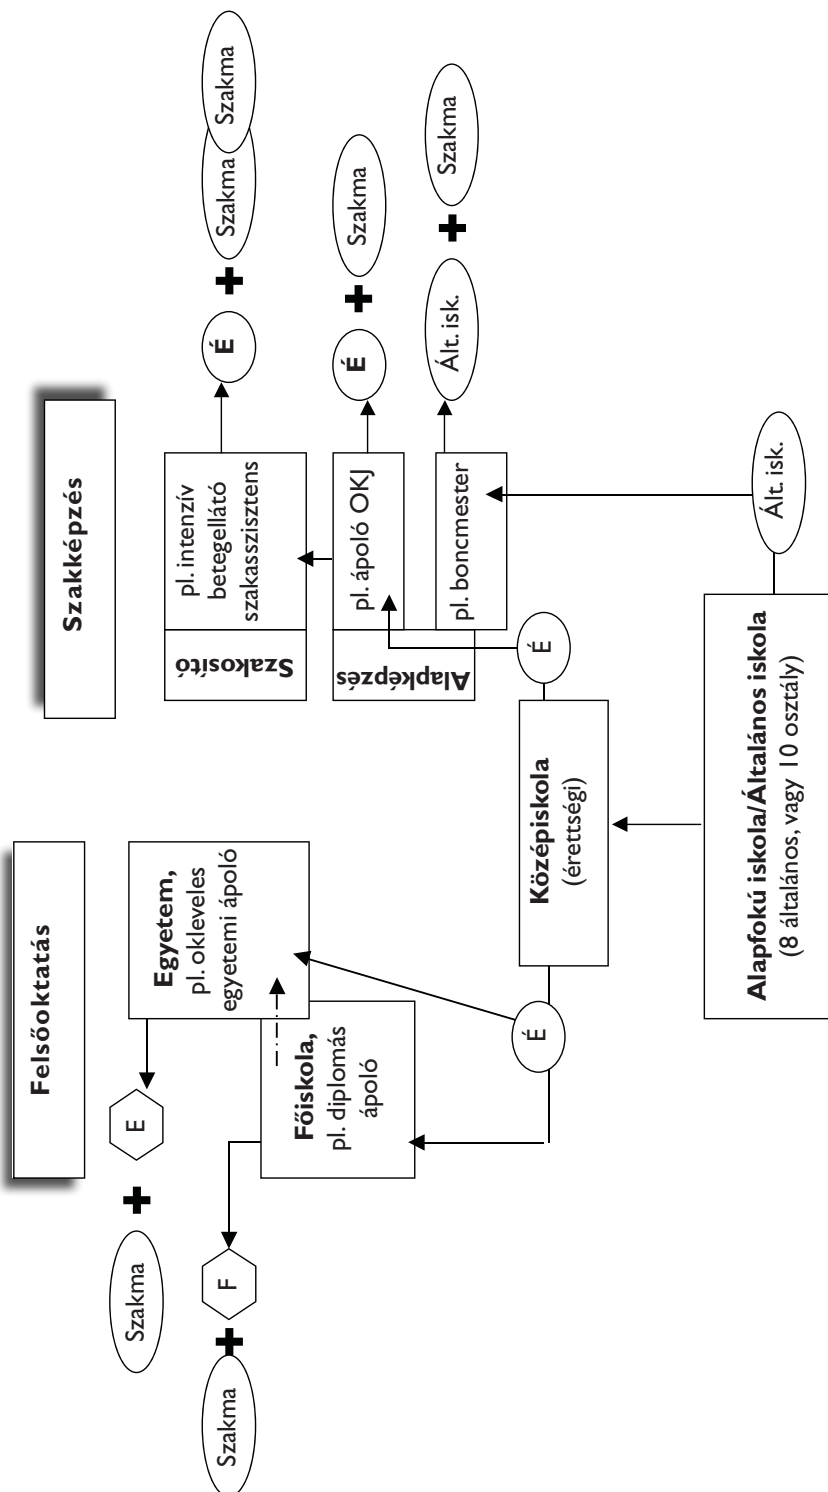 Felsőoktatás
Szakképzés
Szakma
E
Egyetem,
pl. okleveles
egyetemi ápoló
Szakma
F
Főiskola,
pl. diplomás
ápoló
Szakosító
pl. intenzív
betegellátó
szakasszisztens
É
Szakma
Szakma
Alapképzés
pl. ápoló OKJ
É
Szakma
pl. boncmester
Ált. isk.
Szakma
É
Középiskola
(érettségi)
É
Alapfokú iskola/Általános iskola
(8 általános, vagy 10 osztály)
Ált. isk.